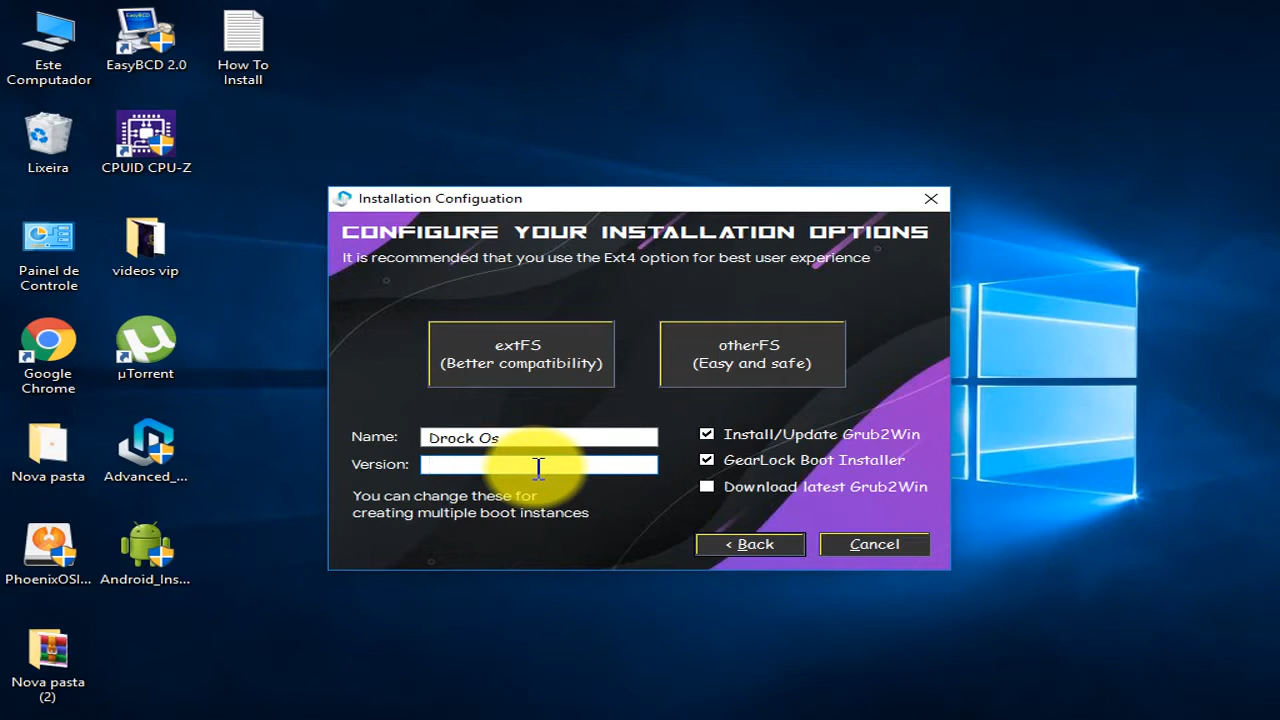 Este
Computador
EasyBCD 2.0
How To
Install
Lixeira
CPUID CPU-Z
Painel de
Controle
videos vip
Google
Chrome
µTorrent
Nova pasta
Advanced_...
PhoenixOSI...
Android_Ins...
Nova pasta
(2)
Installation Configuation
CONFIGURE YOUR INSTALLATION OPTIONS
It is recommended that you use the Ext4 option for best user experience
extFS
(Better compatibility)
otherFS
(Easy and safe)
Name:
Drock Os
Version:
You can change these for
creating multiple boot instances
Install/Update Grub2Win
GearLock Boot Installer
Download latest Grub2Win
< Back
Cancel